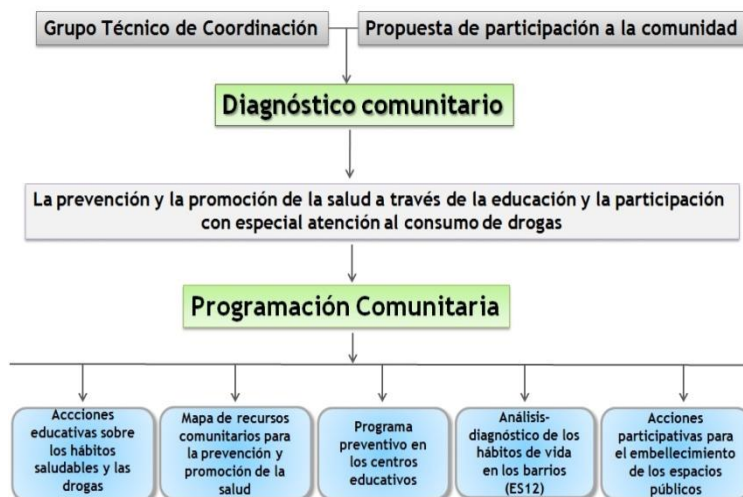 Grupo Técnico de Coordinación
Propuesta de participación a la comunidad
Diagnóstico comunitario
La prevención y la promoción de la salud a través de la educación y la participación
con especial atención al consumo de drogas
Programación Comunitaria
Accciones
educativas sobre
los hábitos
saludables y las
drogas
Mapa de recursos
comunitarios para
la prevención y
promoción de la
salud
Programa
preventivo en
los centros
educativos
Análisis-
diagnóstico de los
hábitos de vida
en los barrios
(ES12)
Acciones
participativas para
el embellecimiento
de los espacios
públicos